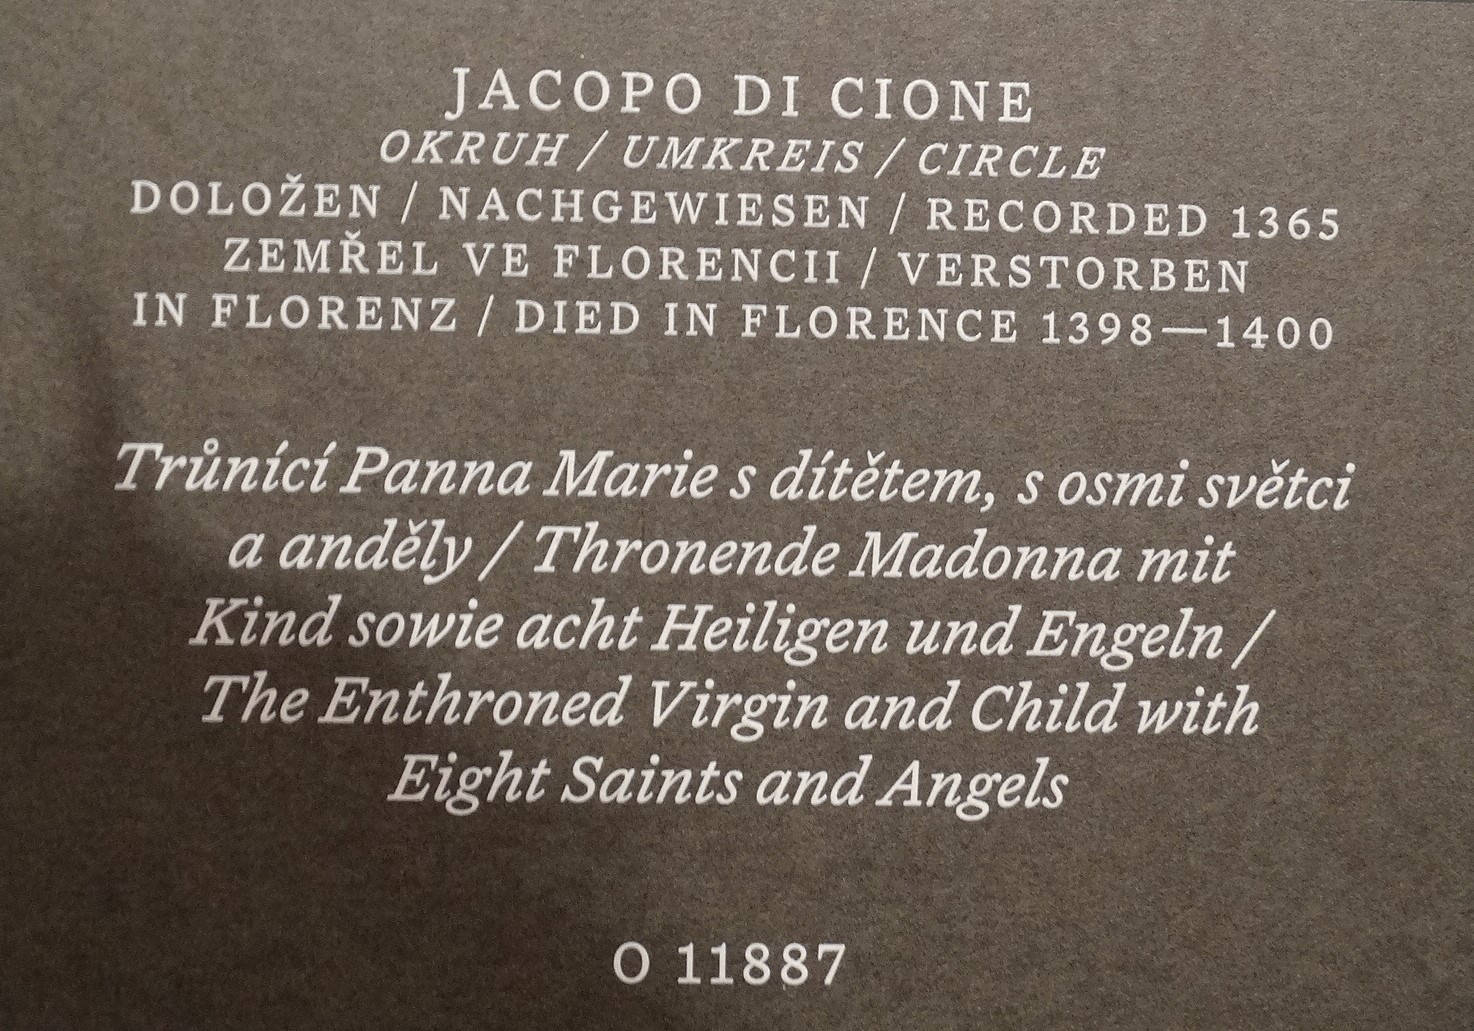 JACOPO DI CIONE
OKRUH / UMKREIS / CIRCLE
DOLOŽEN / NACHGEWIESEN / RECORDED 1365
ZEMŘEL VE FLORENCII / VERSTORBEN
IN FLORENZ / DIED IN FLORENCE 1398—1400
Trůnící Panna Marie s dítětem, s osmi světci
a anděly / Thronende Madonna mit
Kind sowie acht Heiligen und Engeln /
The Enthroned Virgin and Child with
Eight Saints and Angels
O 11887